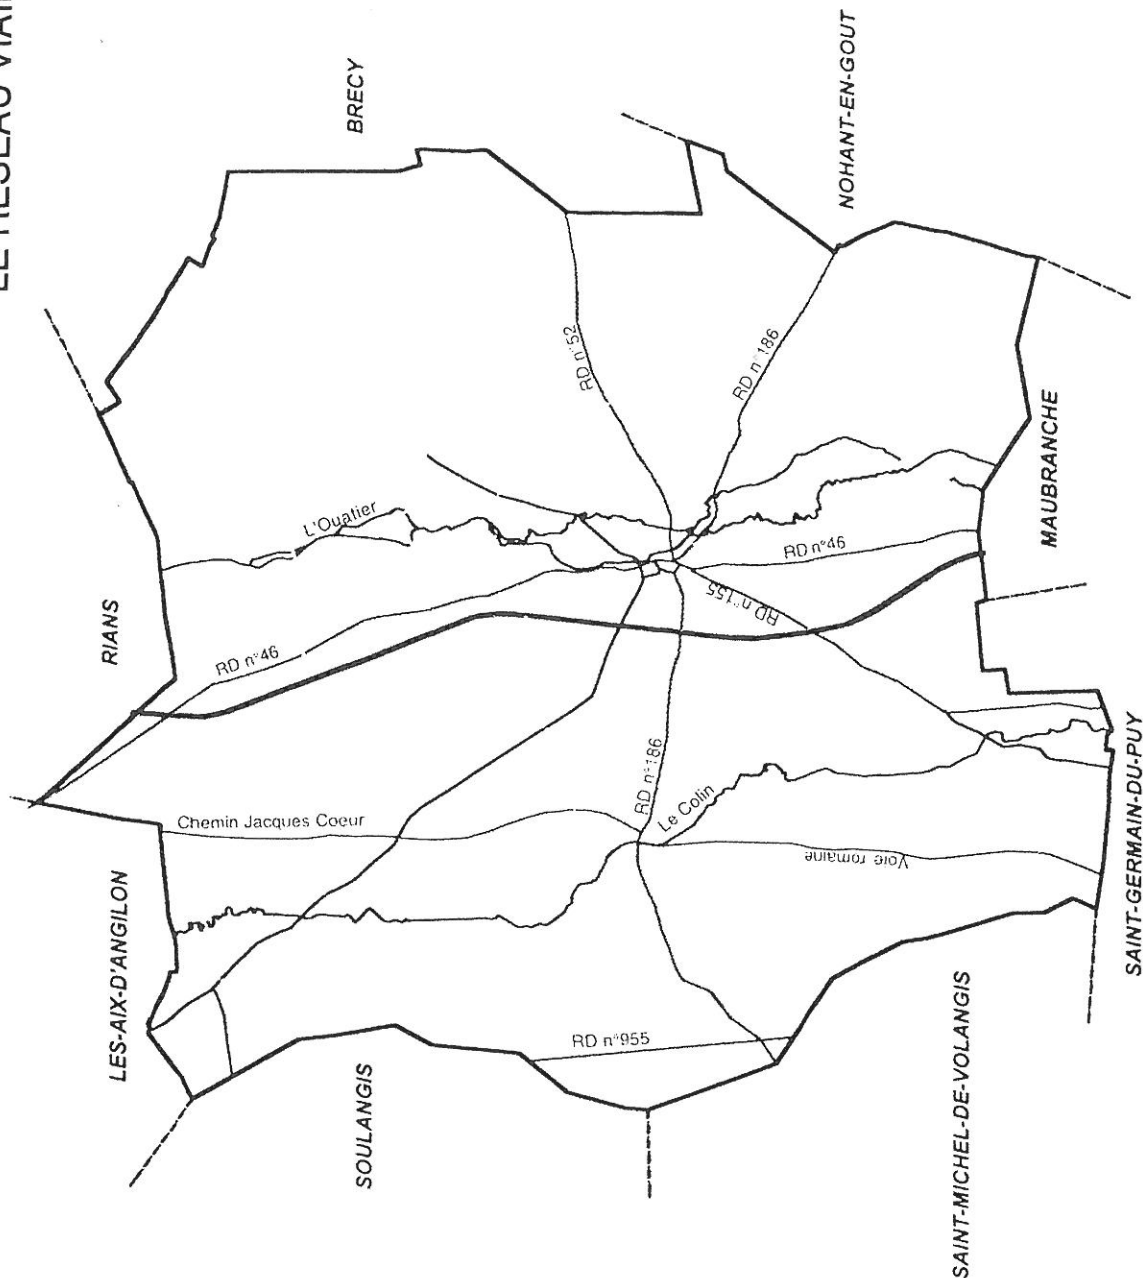 LE RÉSEAU
BRECY
NOHANT-EN-GOUT
RD n°52
RD n°186
L'Ouatier
RIANS
RD n°46
RD n°46
RD n°155
MAUBRANCHE
RD n°186
Chemin Jacques Coeur
Le Colin
Voie romaine
LES-AIX-D'ANGILON
SOULANGIS
RD n°955
SAINT-MICHEL-DE-VOLANGIS
SAINT-GERMAIN-DU-PUY